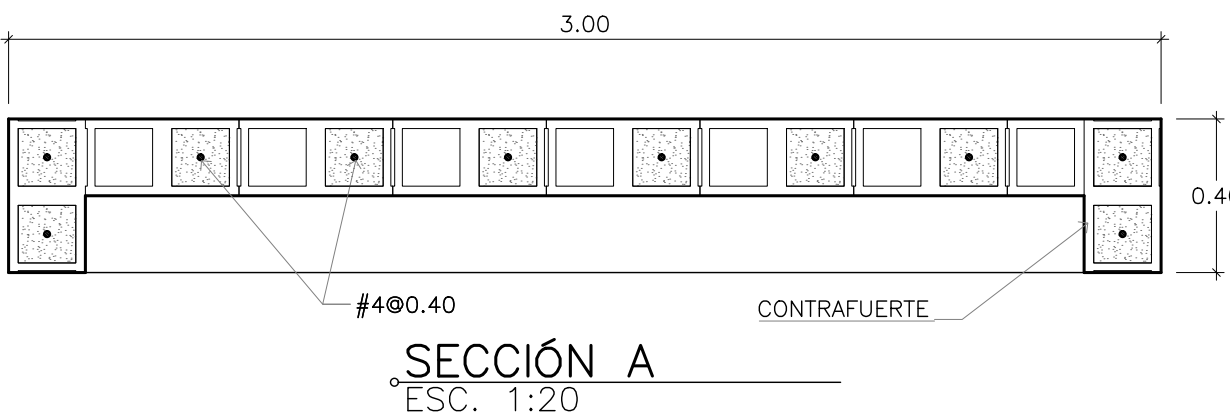 3.00
#4@0.40
CONTRAFUERTE
SECCIÓN A
ESC. 1:20